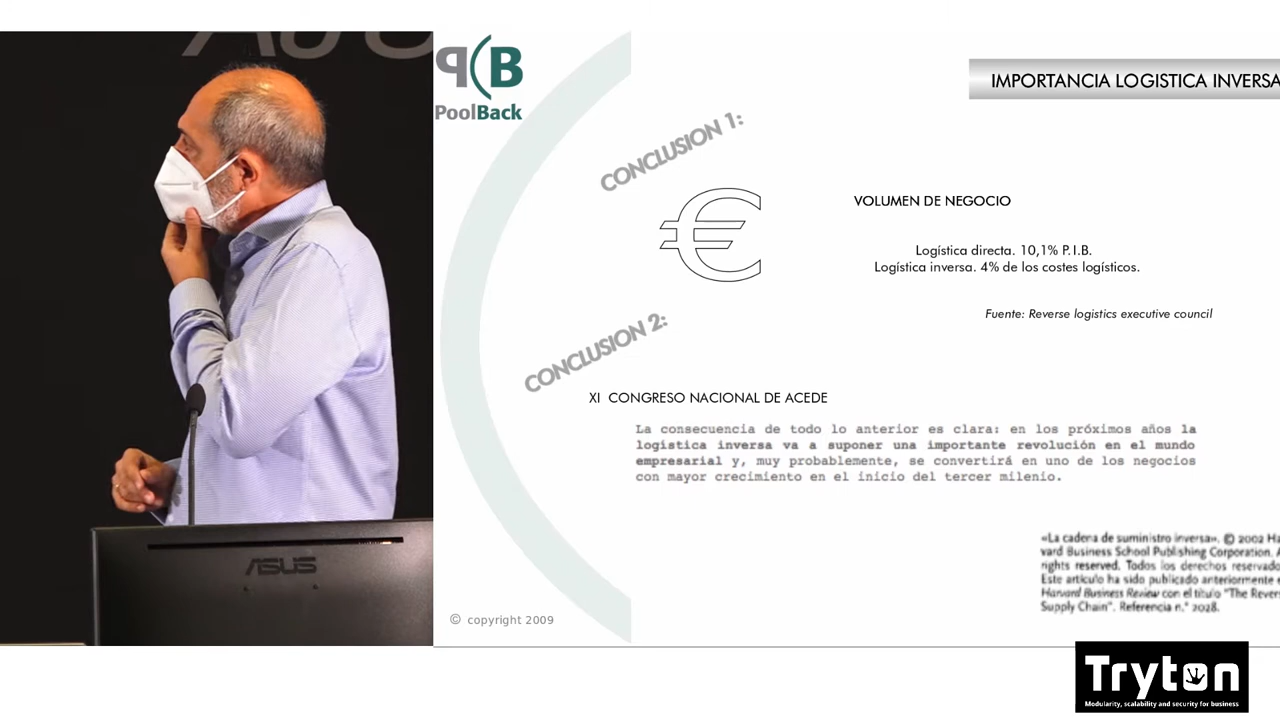 P(B
PoolBack
IMPORTANCIA LOGISTICA INVERSA
CONCLUSION 1:
€
VOLUMEN DE NEGOCIO
Logística directa. 10,1% P.I.B.
Logística inversa. 4% de los costes logísticos.
Fuente: Reverse logistics executive council
CONCLUSION 2:
XI CONGRESO NACIONAL DE ACEDE
La consecuencia de todo lo anterior es clara: en los próximos años la
logística inversa va a suponer una importante revolución en el mundo
empresarial y, muy probablemente, se convertirá en uno de los negocios
con mayor crecimiento en el inicio del tercer milenio.
«La cadena de suministro inversa». © 2002 Ha
vard Business School Publishing Corporation. A
rights reserved. Todos los derechos reservado
Este artículo ha sido publicado anteriormente e
Harvard Business Review con el título "The Rever
Supply Chain". Referencia n.° 2028.
© copyright 2009
ASUS
Tryton
Modularity, scalability and security for business